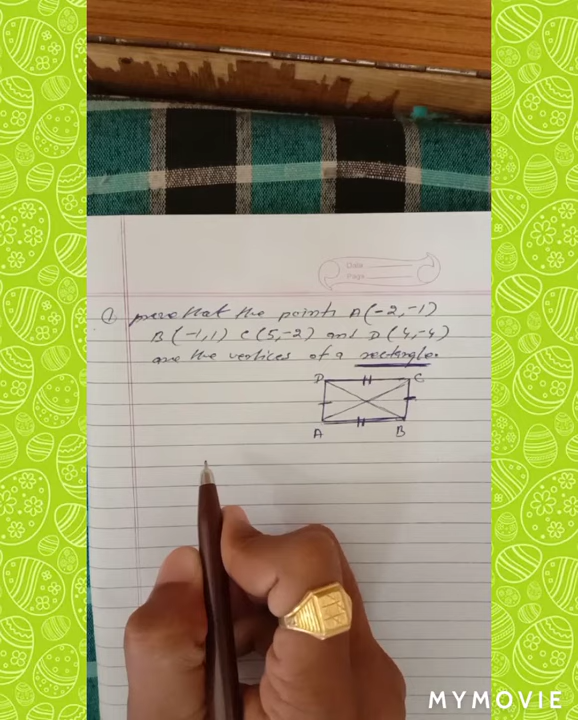 Date
Page
Q prove that the points A(-2,-1)
B(-1,1) C(5,-2) and D(4,-4)
are the vertices of a rectangle.
D C
A B
MYMOVIE